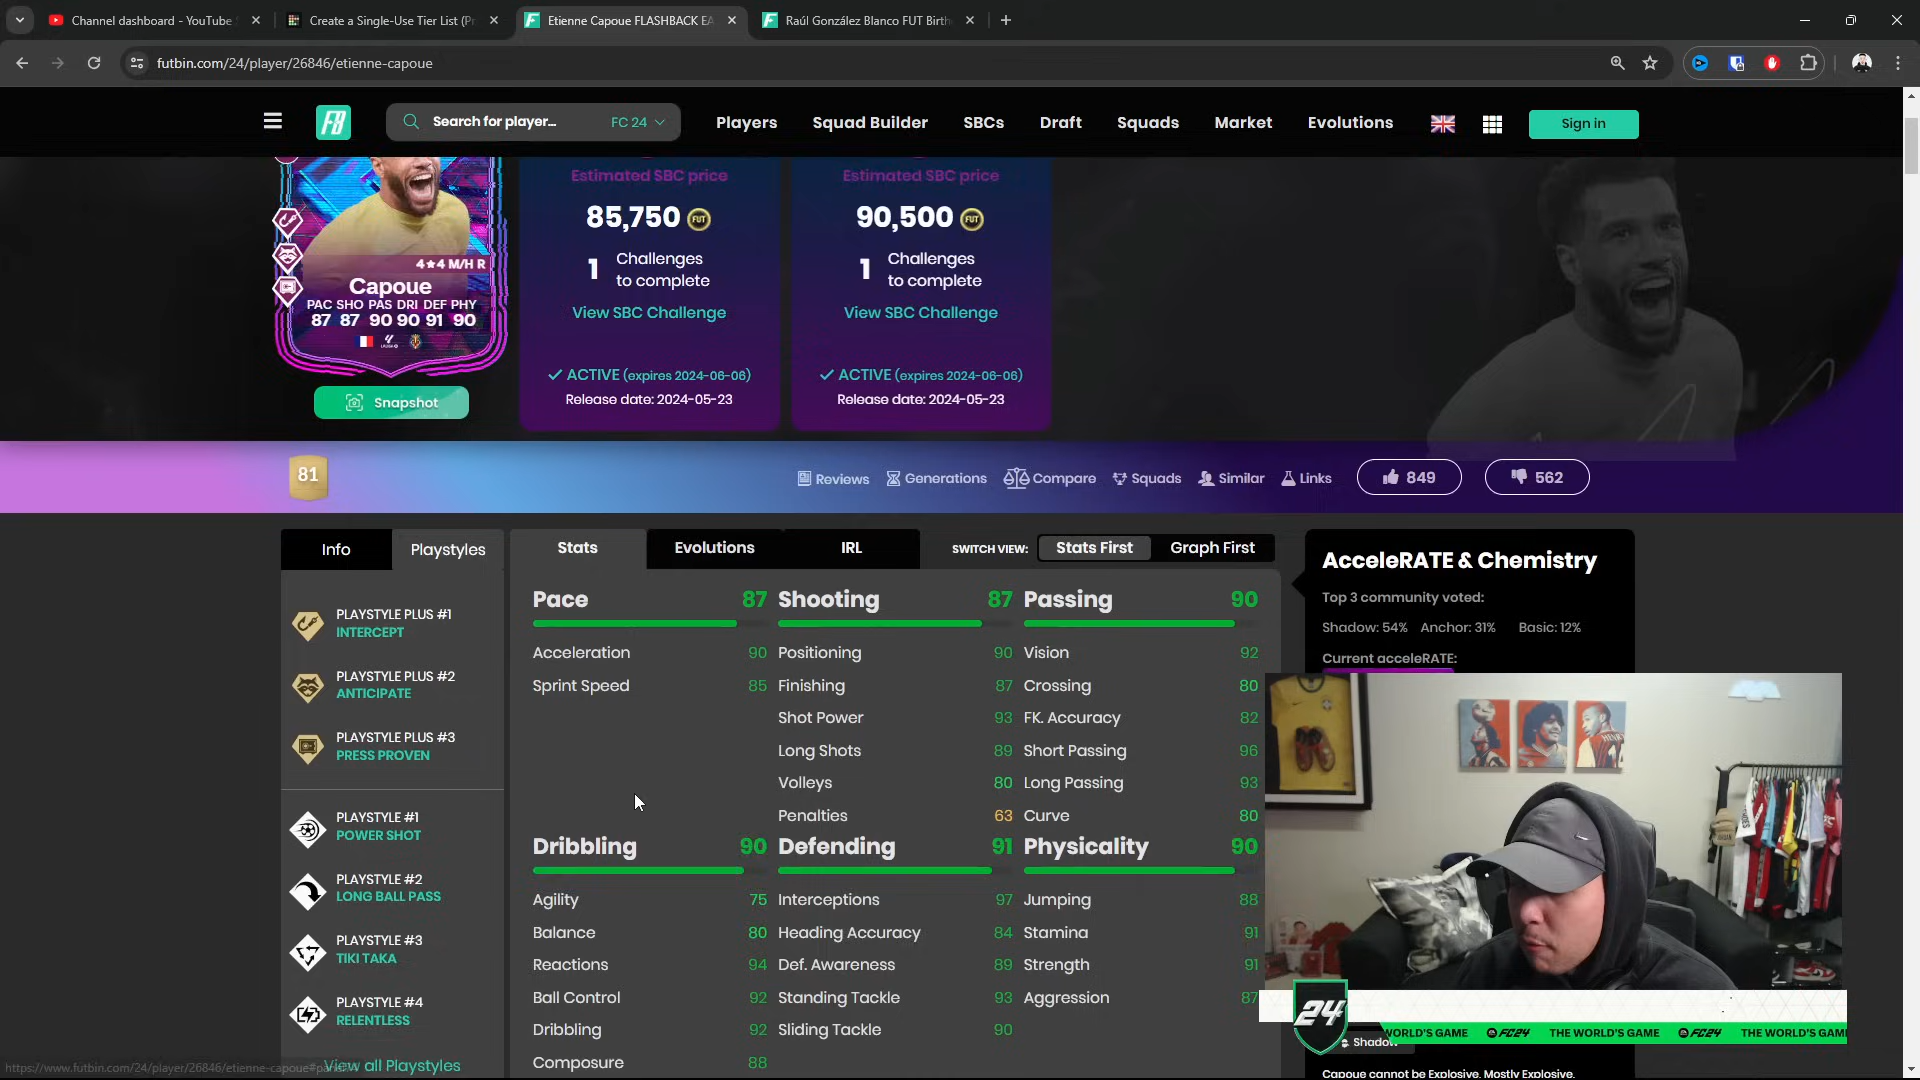 Channel dashboard - YouTube
Create a Single-Use Tier List (Pr
Etienne Capoue FLASHBACK EA
Raúl González Blanco FUT Birth
futbin.com/24/player/26846/etienne-capoue
Search for player...
FC 24
Players
Squad Builder
SBCs
Draft
Squads
Market
Evolutions
Sign in
Estimated SBC price
85,750
FUT
1
Challenges
to complete
View SBC Challenge
ACTIVE (expires 2024-06-06)
Release date: 2024-05-23
Estimated SBC price
90,500
FUT
1
Challenges
to complete
View SBC Challenge
ACTIVE (expires 2024-06-06)
Release date: 2024-05-23
4★4 M/H R
Capoue
PAC SHO PAS DRI DEF PHY
87 87 90 90 91 90
Snapshot
81
Reviews
Generations
Compare
Squads
Similar
Links
849
562
Info
Playstyles
PLAYSTYLE PLUS #1
INTERCEPT
PLAYSTYLE PLUS #2
ANTICIPATE
PLAYSTYLE PLUS #3
PRESS PROVEN
PLAYSTYLE #1
POWER SHOT
PLAYSTYLE #2
LONG BALL PASS
PLAYSTYLE #3
TIKI TAKA
PLAYSTYLE #4
RELENTLESS
View all Playstyles
Stats
Evolutions
IRL
SWITCH VIEW:
Stats First
Graph First
Pace 87
Acceleration 90
Sprint Speed 85
Shooting 87
Positioning 90
Finishing 87
Shot Power 93
Long Shots 89
Volleys 80
Penalties 63
Passing 90
Vision 92
Crossing 80
FK. Accuracy 82
Short Passing 96
Long Passing 93
Curve 80
Dribbling 90
Agility 75
Balance 80
Reactions 94
Ball Control 92
Dribbling 92
Composure 88
Defending 91
Interceptions 97
Heading Accuracy 84
Def. Awareness 89
Standing Tackle 93
Sliding Tackle 90
Physicality 90
Jumping 88
Stamina 91
Strength 91
Aggression 87
AcceleRATE & Chemistry
Top 3 community voted:
Shadow: 54% Anchor: 31% Basic: 12%
Current acceleRATE:
HENRY
24
WORLD'S GAME
FC24
THE WORLD'S GAME
FC24
THE WORLD'S GAM
Shadow
Capoue cannot be Explosive, Mostly Explosive,